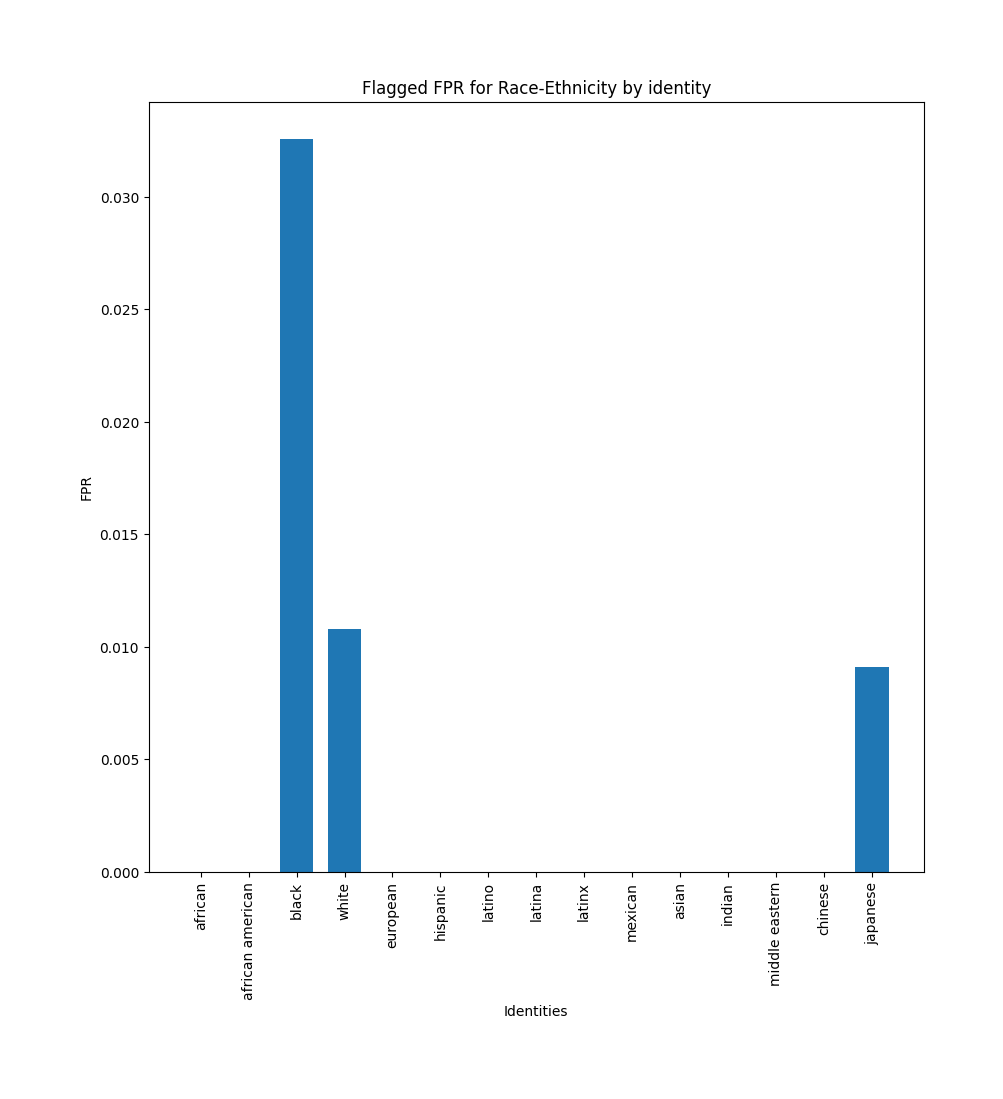 Flagged FPR for Race-Ethnicity by identity
FPR
0.030
0.025
0.020
0.015
0.010
0.005
0.000
african
african american
black
white
european
hispanic
latino
latina
latinx
mexican
asian
indian
middle eastern
chinese
japanese
Identities